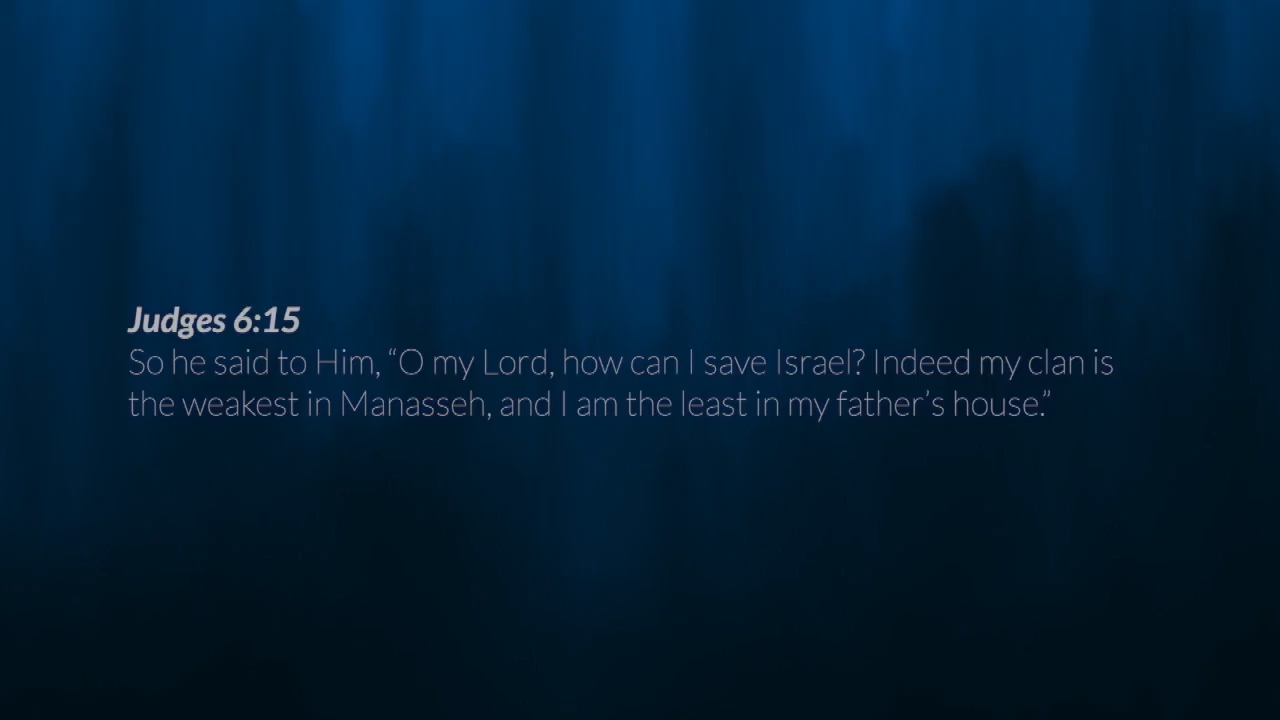 Judges 6:15
So he said to Him, “O my Lord, how can I save Israel? Indeed my clan is
the weakest in Manasseh, and I am the least in my father’s house.”